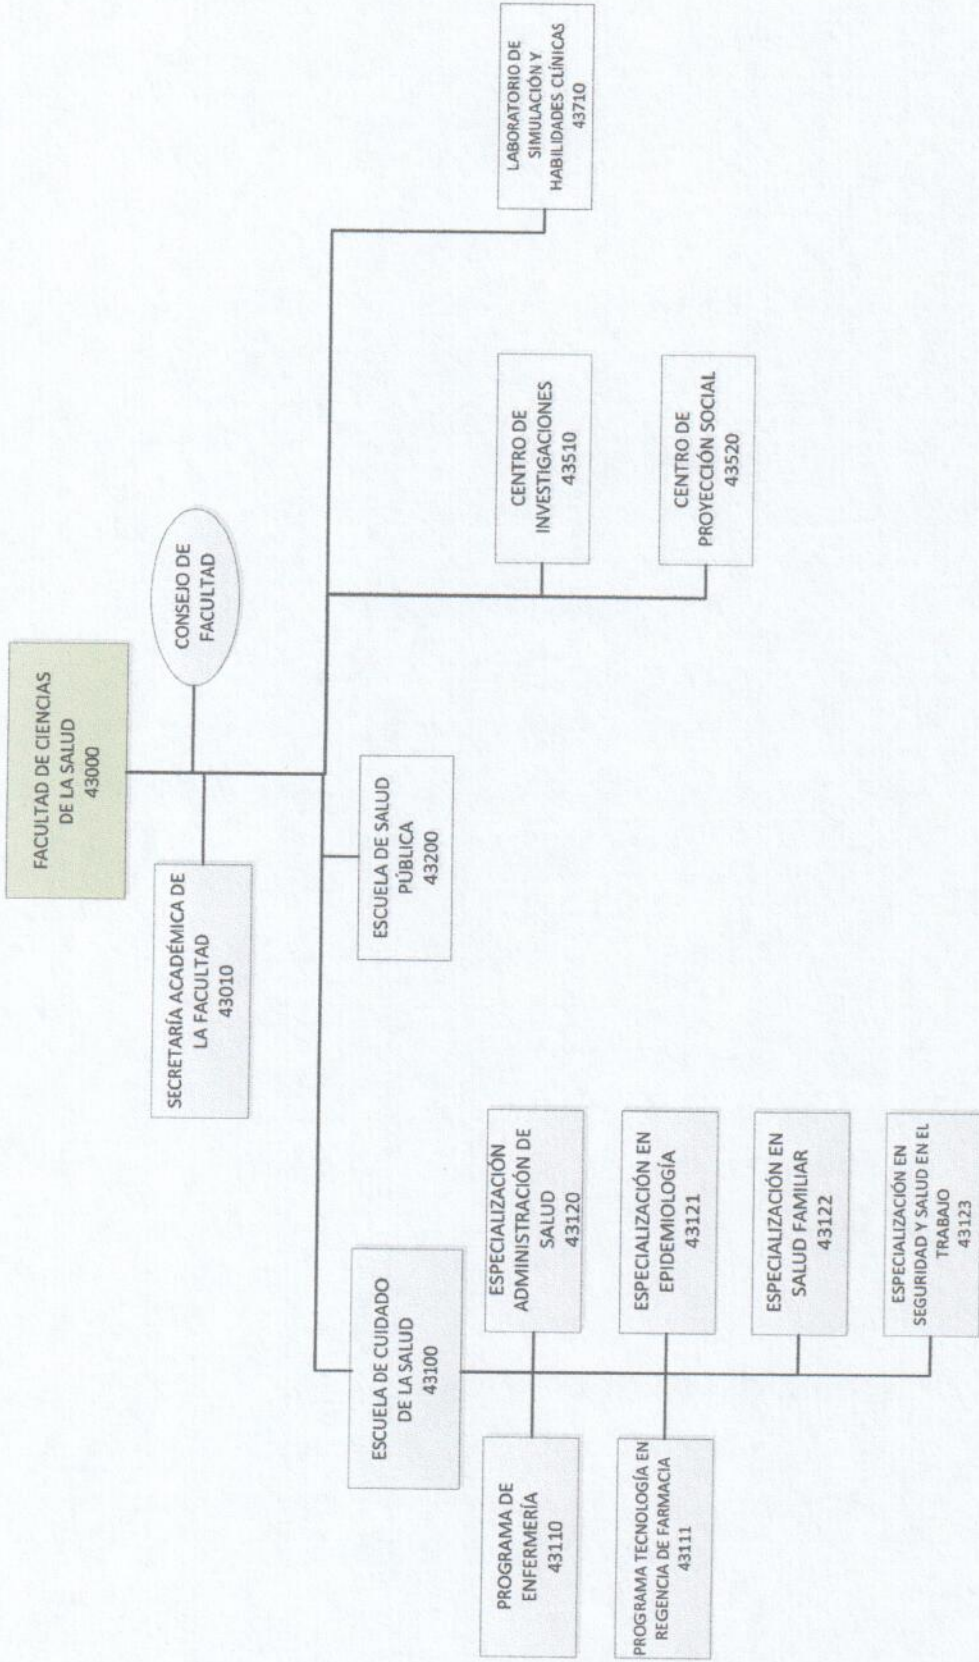 FACULTAD DE CIENCIAS
DE LA SALUD
43000
CONSEJO DE
FACULTAD
SECRETARÍA ACADÉMICA DE
LA FACULTAD
43010
ESCUELA DE CUIDADO
DE LA SALUD
43100
ESCUELA DE SALUD
PÚBLICA
43200
PROGRAMA DE
ENFERMERÍA
43110
ESPECIALIZACIÓN
ADMINISTRACIÓN DE
SALUD
43120
PROGRAMA TECNOLOGÍA EN
REGENCIA DE FARMACIA
43111
ESPECIALIZACIÓN EN
EPIDEMIOLOGÍA
43121
ESPECIALIZACIÓN EN
SALUD FAMILIAR
43122
ESPECIALIZACIÓN EN
SEGURIDAD Y SALUD EN EL
TRABAJO
43123
CENTRO DE
INVESTIGACIONES
43510
CENTRO DE
PROYECCIÓN SOCIAL
43520
LABORATORIO DE
SIMULACIÓN Y
HABILIDADES CLÍNICAS
43710